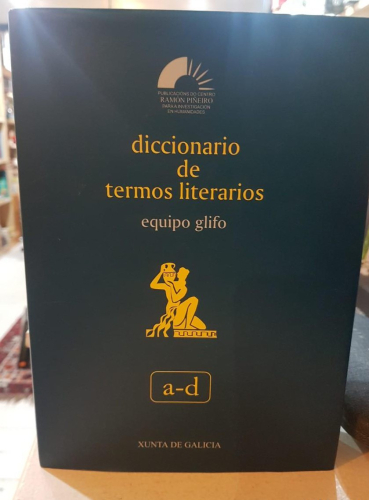 PUBLICACIÓNS DO CENTRO
RAMÓN PIÑEIRO
PARA A INVESTIGACIÓN
EN HUMANIDADES
diccionario
de
termos literarios
equipo glifo
a-d
XUNTA DE GALICIA